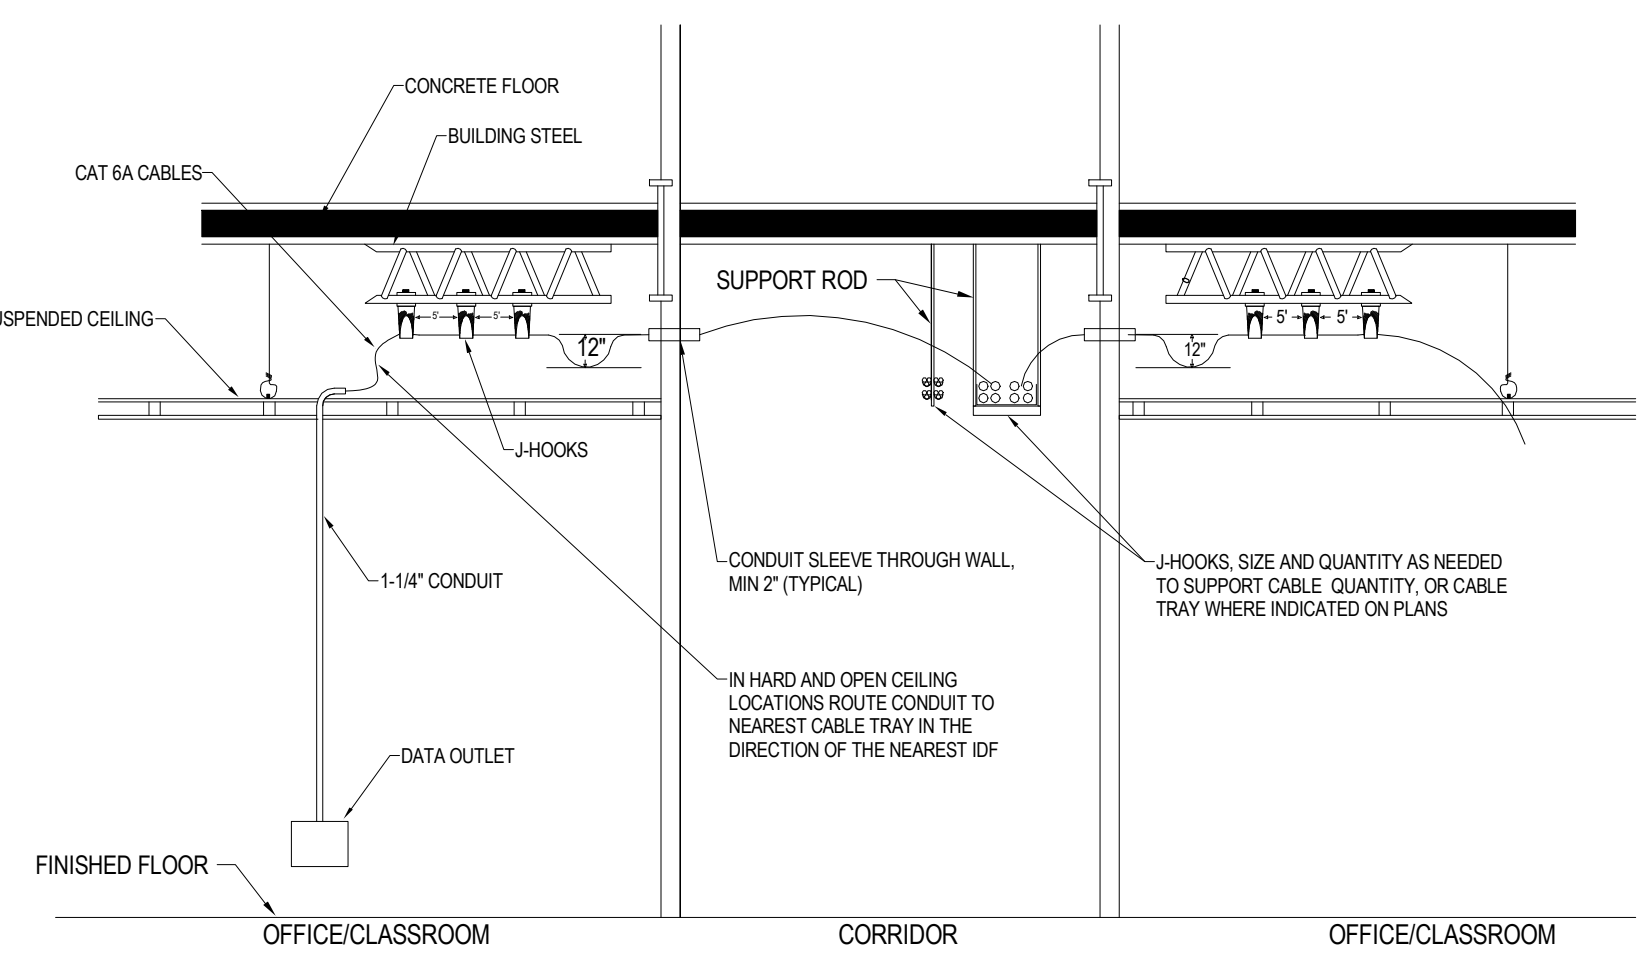 CONCRETE FLOOR
BUILDING STEEL
CAT 6A CABLES
SUPPORT ROD
CEILING
5'
5'
12"
12"
5'
5'
J-HOOKS
1-1/4" CONDUIT
CONDUIT SLEEVE THROUGH WALL,
MIN 2" (TYPICAL)
J-HOOKS, SIZE AND QUANTITY AS NEEDED
TO SUPPORT CABLE QUANTITY, OR CABLE
TRAY WHERE INDICATED ON PLANS
IN HARD AND OPEN CEILING
LOCATIONS ROUTE CONDUIT TO
NEAREST CABLE TRAY IN THE
DIRECTION OF THE NEAREST IDF
DATA OUTLET
FINISHED FLOOR
OFFICE/CLASSROOM
CORRIDOR
OFFICE/CLASSROOM